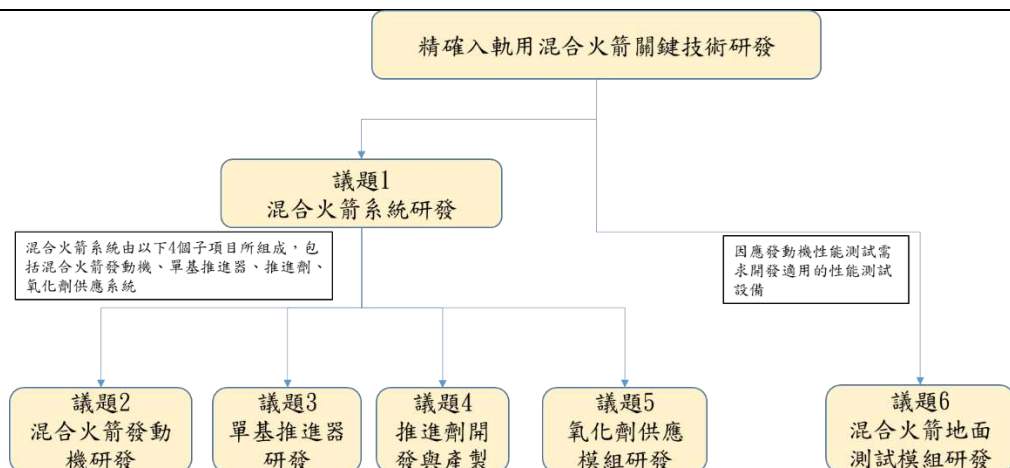 精確入軌用混合火箭關鍵技術研發
議題1
混合火箭系統研發
混合火箭系統由以下4個子項目所組成，包
括混合火箭發動機、單基推進器、推進劑、
氧化劑供應系統
因應發動機性能測試需
求開發適用的性能測試
設備
議題2
混合火箭發動
機研發
議題3
單基推進器
研發
議題4
推進劑開
發與產製
議題5
氧化劑供應
模組研發
議題6
混合火箭地面
測試模組研發